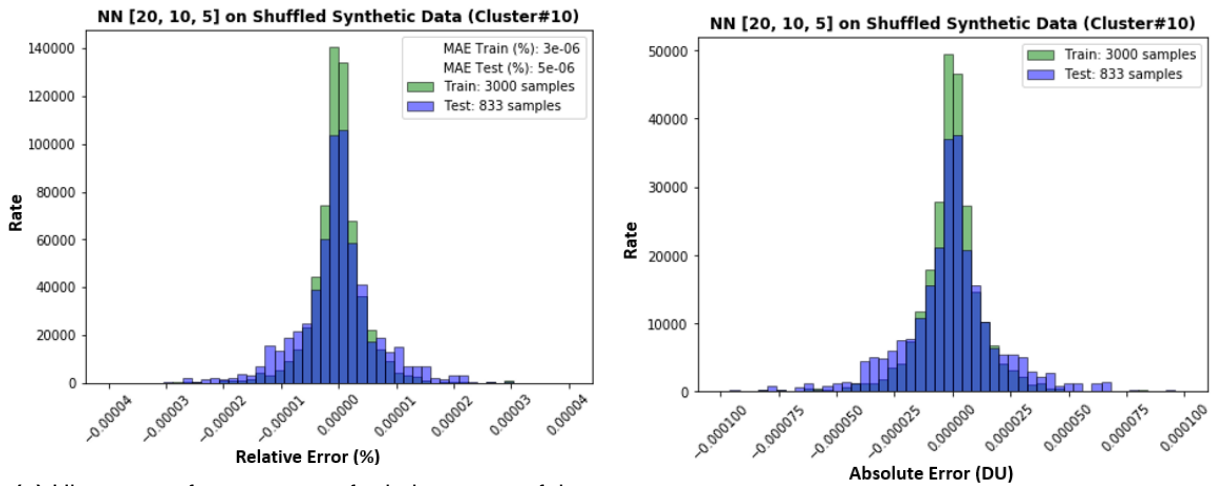 NN [20, 10, 5] on Shuffled Synthetic Data (Cluster#10)
MAE Train (%): 3e-06
MAE Test (%): 5e-06
Train: 3000 samples
Test: 833 samples
140000
120000
100000
80000
60000
40000
20000
0
Rate
−0.00004
−0.00003
−0.00002
−0.00001
0.00000
0.00001
0.00002
0.00003
0.00004
Relative Error (%)
NN [20, 10, 5] on Shuffled Synthetic Data (Cluster#10)
Train: 3000 samples
Test: 833 samples
50000
40000
30000
20000
10000
0
Rate
−0.000100
−0.000075
−0.000050
−0.000025
0.000000
0.000025
0.000050
0.000075
0.000100
Absolute Error (DU)